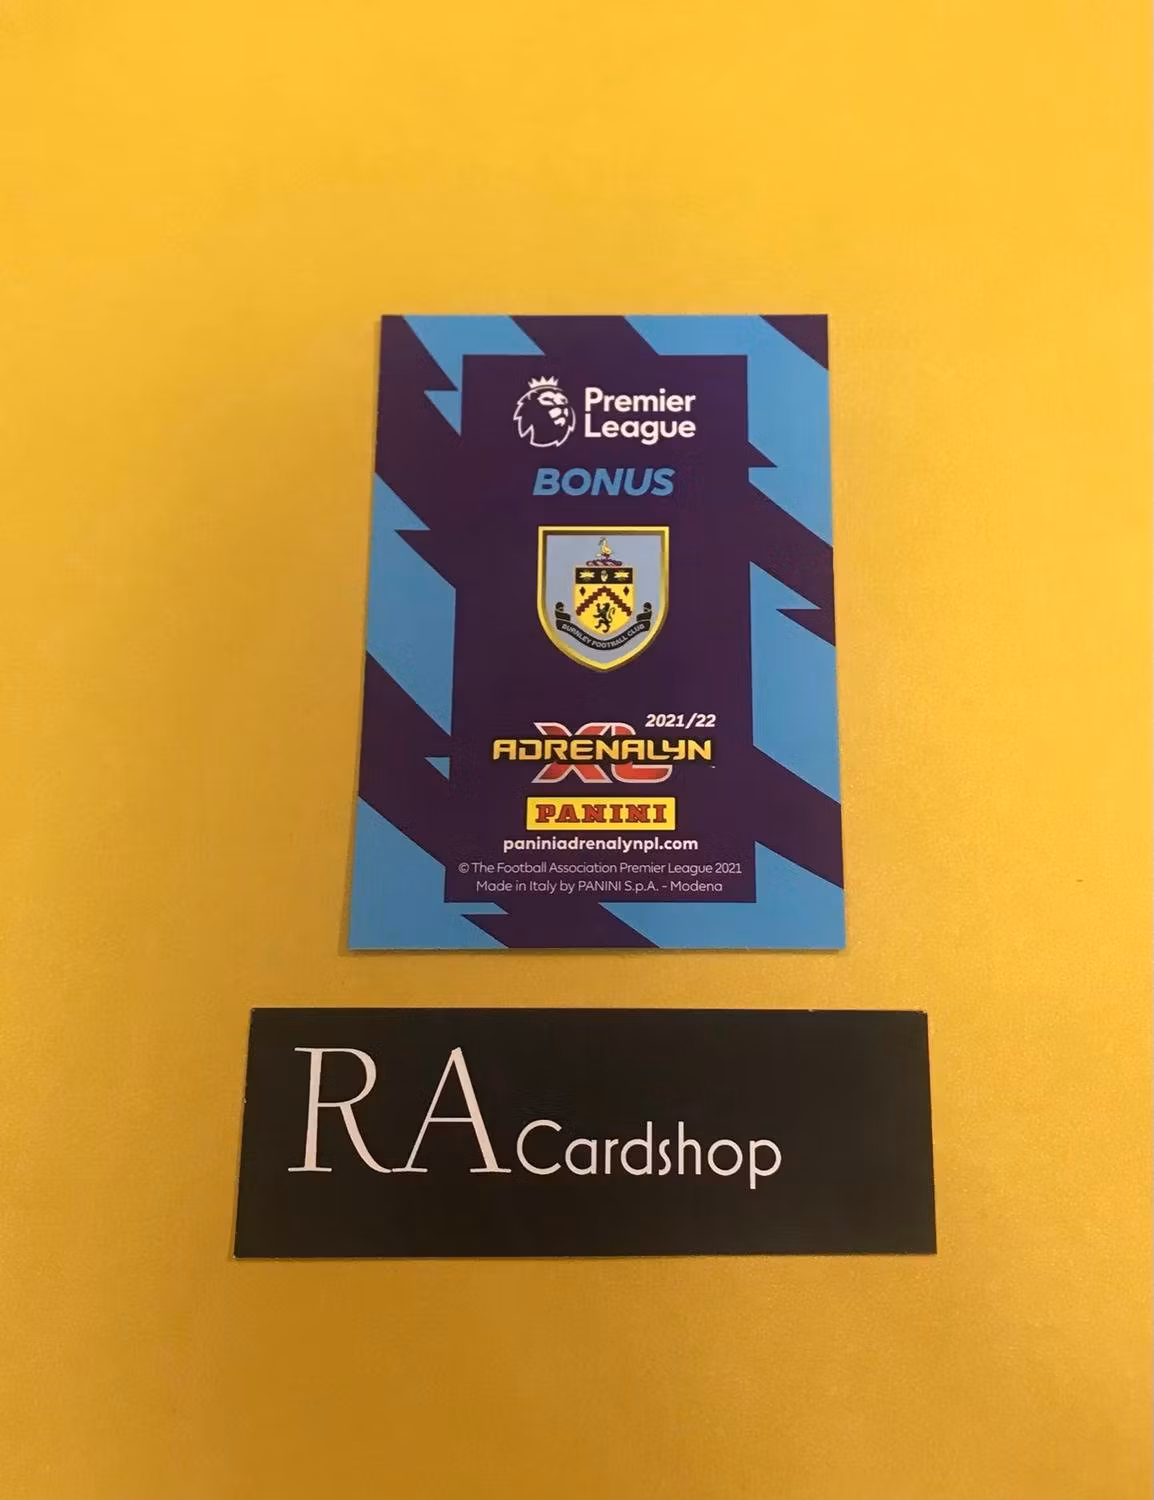 Premier
League
BONUS
BURNLEY FOOTBALL CLUB
2021/22
ADRENALYN
XL
PANINI
paniniadrenalynpl.com
© The Football Association Premier League 2021
Made in Italy by PANINI S.p.A. - Modena
RA Cardshop